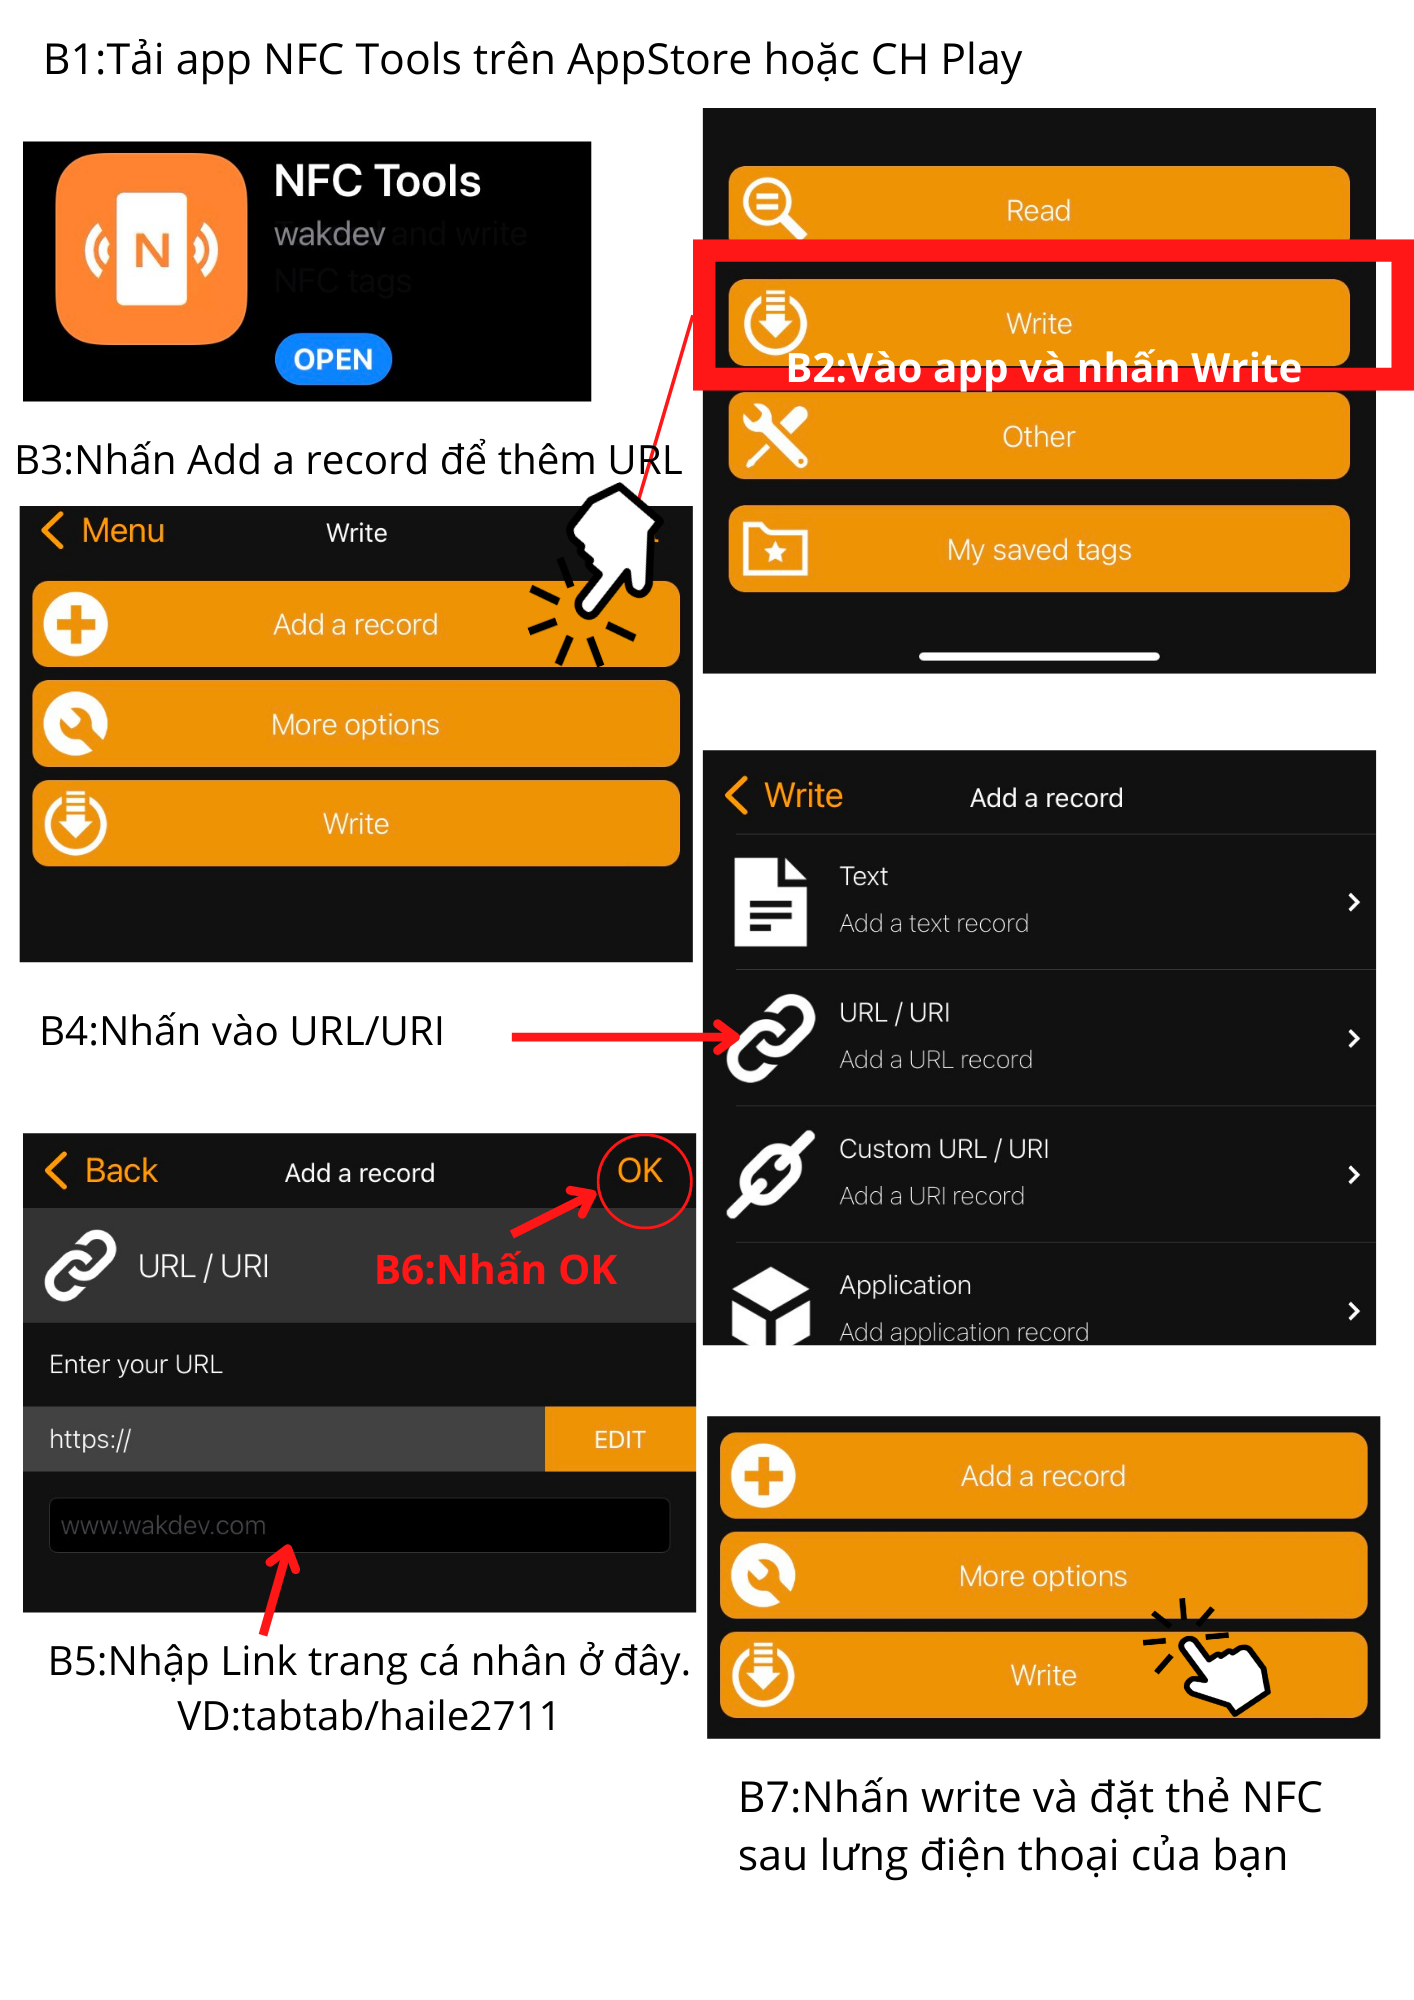 B1:Tải app NFC Tools trên AppStore hoặc CH Play
NFC Tools
wakdev and write
NFC tags
OPEN
Read
Write
B2:Vào app và nhấn Write
Other
My saved tags
B3:Nhấn Add a record để thêm URL
Menu
Write
Add a record
More options
Write
Write
Add a record
Text
Add a text record
URL / URI
Add a URL record
Custom URL / URI
Add a URI record
Application
Add application record
B4:Nhấn vào URL/URI
Back
Add a record
OK
URL / URI
B6:Nhấn OK
Enter your URL
https://
EDIT
www.wakdev.com
B5:Nhập Link trang cá nhân ở đây.
VD:tabtab/haile2711
Add a record
More options
Write
B7:Nhấn write và đặt thẻ NFC
sau lưng điện thoại của bạn